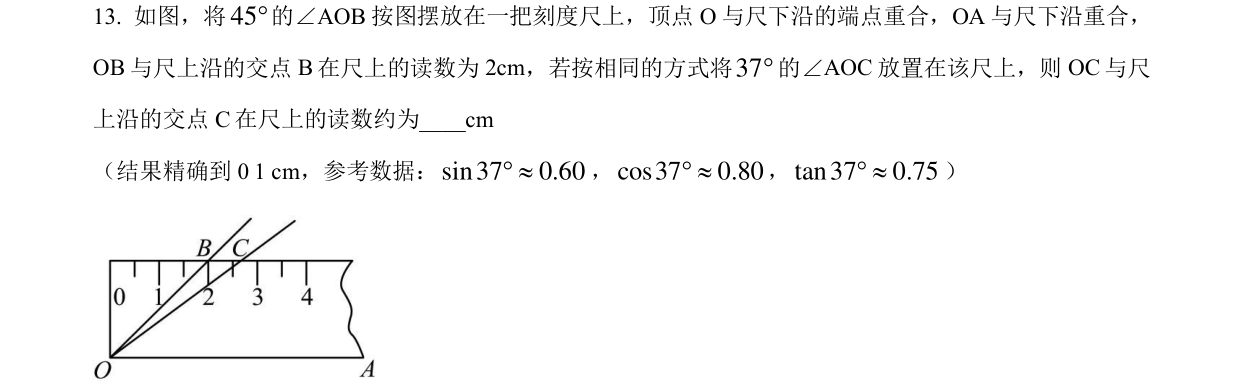 13. 如图，将45°的∠AOB按图摆放在一把刻度尺上，顶点O与尺下沿的端点重合，OA与尺下沿重合，
OB与尺上沿的交点B在尺上的读数为2cm，若按相同的方式将37°的∠AOC放置在该尺上，则OC与尺
上沿的交点C在尺上的读数约为____cm
（结果精确到0 1 cm，参考数据：sin37°≈0.60，cos37°≈0.80，tan37°≈0.75）
B C
0 1 2 3 4
O A